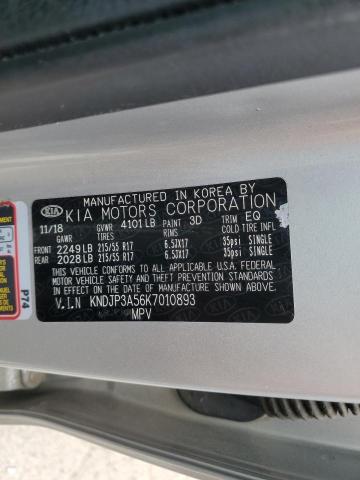 MANUFACTURED IN KOREA BY
KIA KIA MOTORS CORPORATION
11/18 GVWR 4101 LB PAINT 3D TRIM EQ
GAWR TIRES COLD TIRE INFL
FRONT 2249 LB 215/55 R17 6.5JX17 35psi SINGLE
REAR 2028 LB 215/55 R17 6.5JX17 35psi SINGLE
THIS VEHICLE CONFORMS TO ALL APPLICABLE U.S.A. FEDERAL
MOTOR VEHICLE SAFETY AND THEFT PREVENTION STANDARDS
IN EFFECT ON THE DATE OF MANUFACTURE SHOWN ABOVE.
V.I.N KNDJP3A56K7010893
MPV
P74